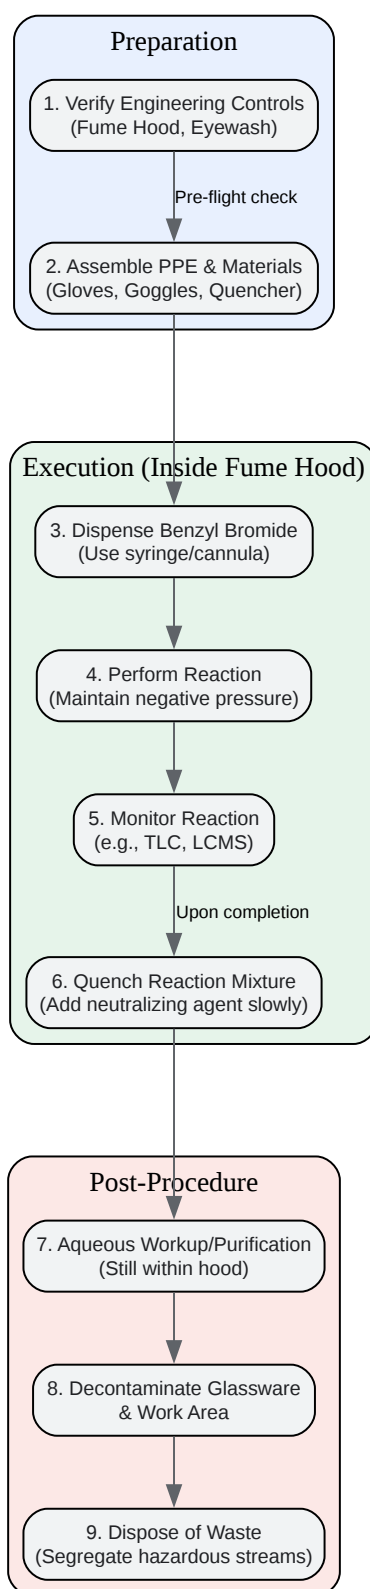 Preparation
1. Verify Engineering Controls
(Fume Hood, Eyewash)
Pre-flight check
2. Assemble PPE & Materials
(Gloves, Goggles, Quencher)
Execution (Inside Fume Hood)
3. Dispense Benzyl Bromide
(Use syringe/cannula)
4. Perform Reaction
(Maintain negative pressure)
5. Monitor Reaction
(e.g., TLC, LCMS)
Upon completion
6. Quench Reaction Mixture
(Add neutralizing agent slowly)
Post-Procedure
7. Aqueous Workup/Purification
(Still within hood)
8. Decontaminate Glassware
& Work Area
9. Dispose of Waste
(Segregate hazardous streams)